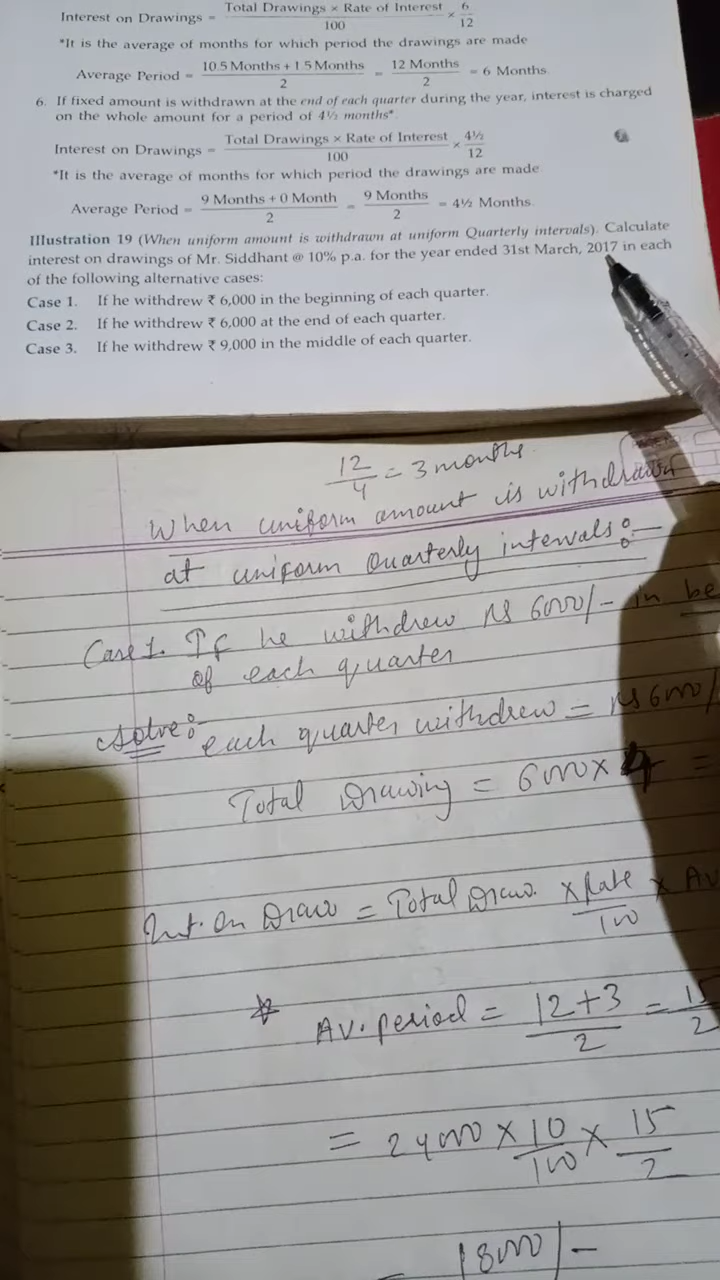 Interest on Drawings = Total Drawings × Rate of Interest / 100 × 6/12
*It is the average of months for which period the drawings are made
Average Period = 10.5 Months + 1.5 Months / 2 = 12 Months / 2 = 6 Months.
6. If fixed amount is withdrawn at the end of each quarter during the year, interest is charged
on the whole amount for a period of 4½ months*.
Interest on Drawings = Total Drawings × Rate of Interest / 100 × 4½/12
*It is the average of months for which period the drawings are made
Average Period = 9 Months + 0 Month / 2 = 9 Months / 2 = 4½ Months.
Illustration 19 (When uniform amount is withdrawn at uniform Quarterly intervals). Calculate
interest on drawings of Mr. Siddhant @ 10% p.a. for the year ended 31st March, 2017 in each
of the following alternative cases:
Case 1. If he withdrew ₹ 6,000 in the beginning of each quarter.
Case 2. If he withdrew ₹ 6,000 at the end of each quarter.
Case 3. If he withdrew ₹ 9,000 in the middle of each quarter.
12/4 = 3 months
When uniform amount is withdrawn
at uniform Quarterly intervals:-
Case 1. If he withdrew Rs 6000/- in be
of each quarter
Solve:- each quarter withdrew = Rs 6000/
Total Drawing = 6000 × 4 =
Int. on Draw = Total Draw. × Rate/100 × Av
* Av. period = 12+3 / 2 = 15/2
= 24000 × 10/100 × 15/2
= 18000/-